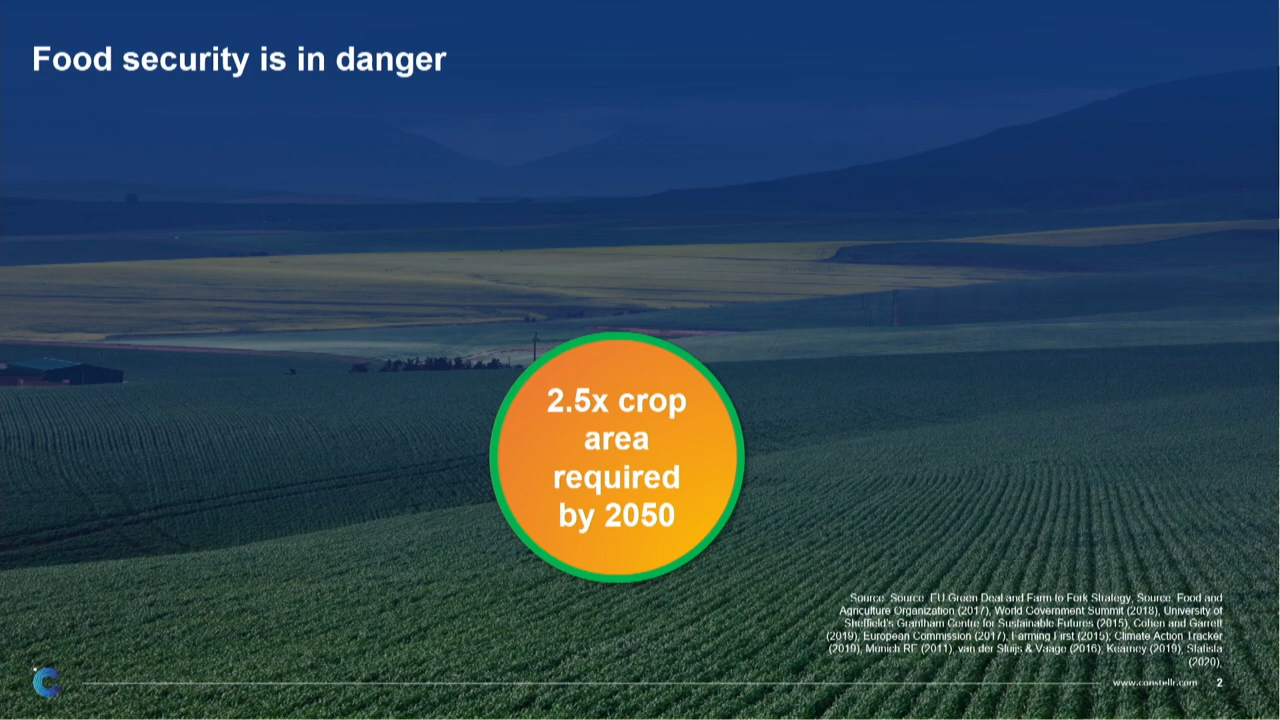 Food security is in danger
2.5x crop
area
required
by 2050
Source: Source: EU Green Deal and Farm to Fork Strategy, Source: Food and
Agriculture Organization (2017), World Government Summit (2018), University of
Sheffield's Grantham Centre for Sustainable Futures (2015), Cohen and Garrett
(2019), European Commission (2017), Farming First (2015); Climate Action Tracker
(2019), Munich RE (2011), van der Sluijs & Vaage (2016), Kearney (2019), Statista
(2020),
www.constellr.com 2